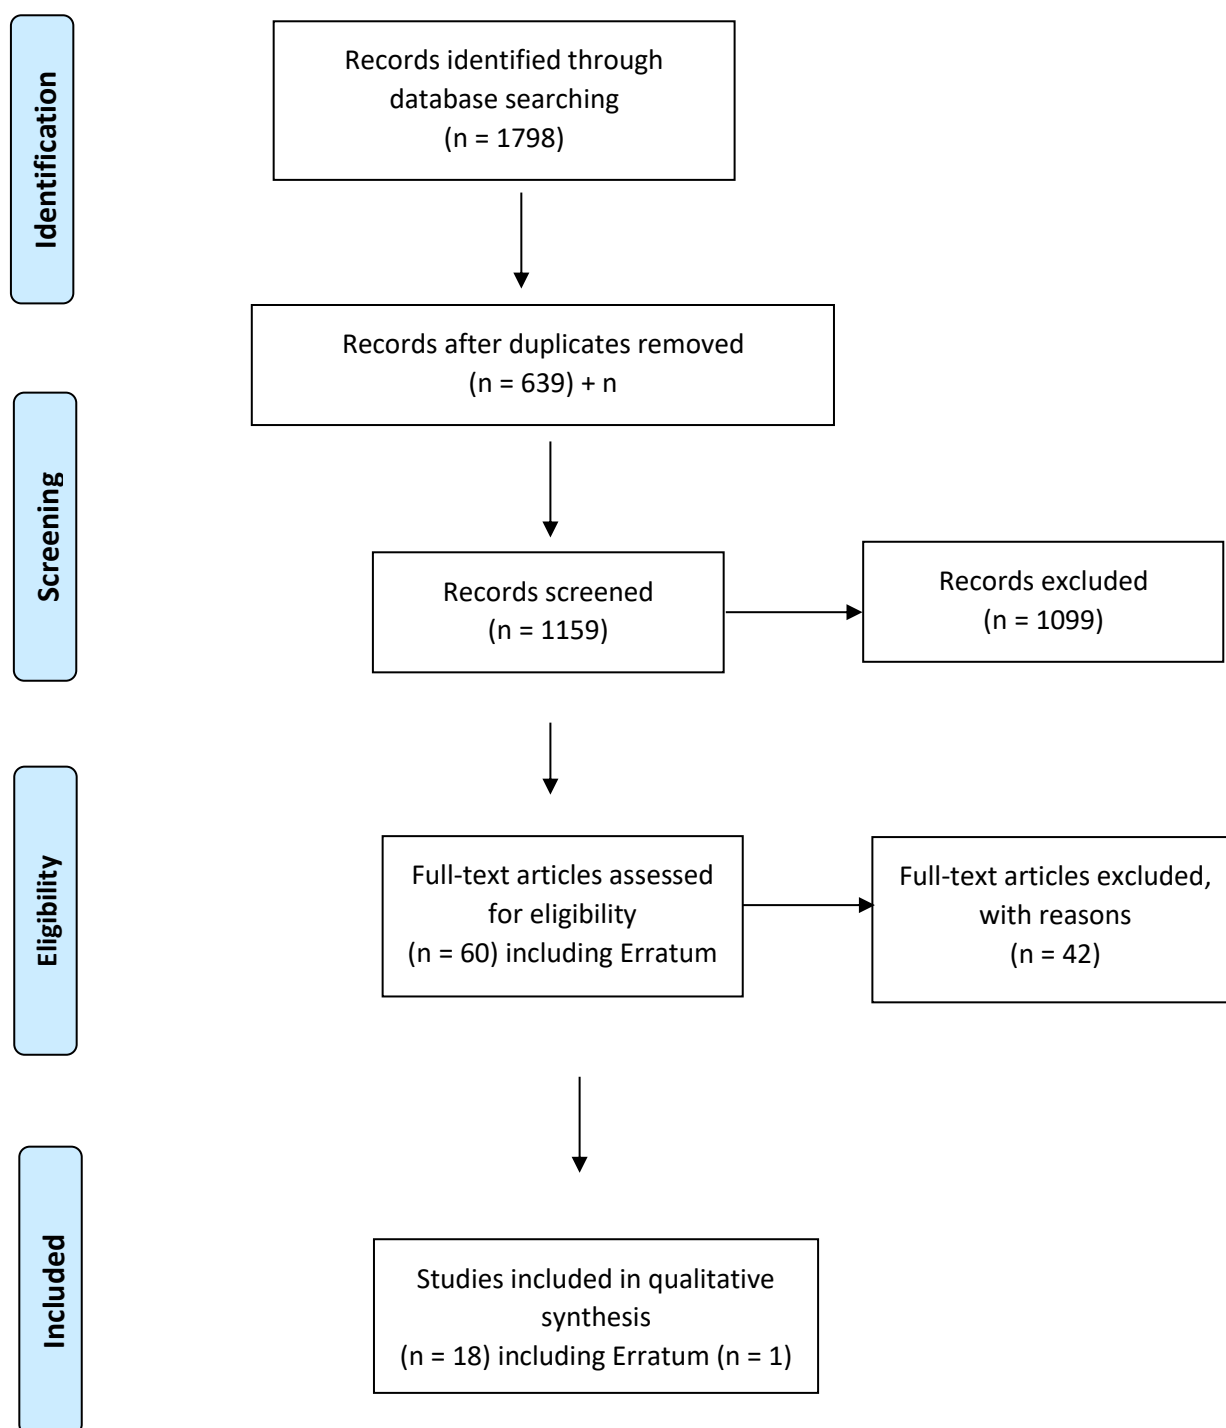 Identification
Records identified through
database searching
(n = 1798)
Records after duplicates removed
(n = 639) + n
Screening
Records screened
(n = 1159)
Records excluded
(n = 1099)
Eligibility
Full-text articles assessed
for eligibility
(n = 60) including Erratum
Full-text articles excluded,
with reasons
(n = 42)
Included
Studies included in qualitative
synthesis
(n = 18) including Erratum (n = 1)